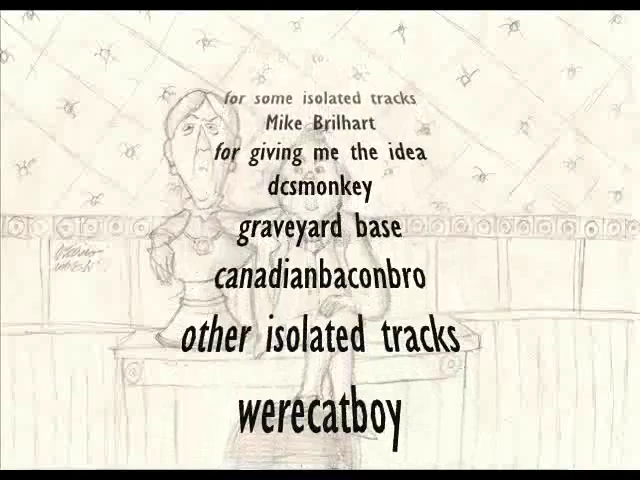 for some isolated tracks
Mike Brilhart
for giving me the idea
dcsmonkey
graveyard base
canadianbaconbro
other isolated tracks
werecatboy